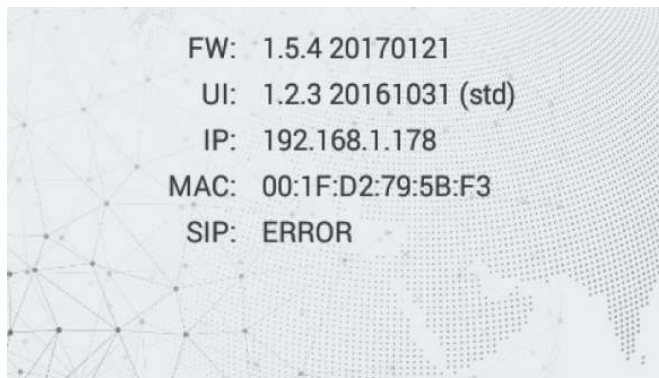 FW: 1.5.4 20170121
UI: 1.2.3 20161031 (std)
IP: 192.168.1.178
MAC: 00:1F:D2:79:5B:F3
SIP: ERROR